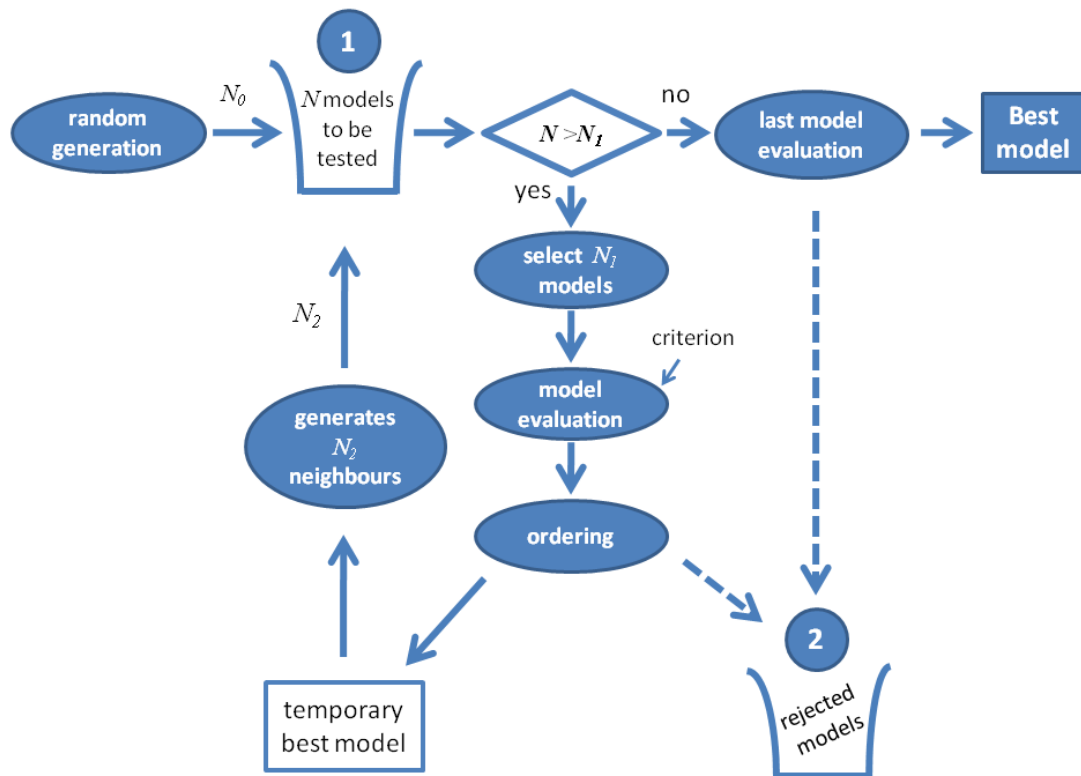 1
random
generation
N₀
N models
to be
tested
N >N₁
no
last model
evaluation
Best
model
yes
select N₁
models
criterion
model
evaluation
N₂
generates
N₂
neighbours
ordering
temporary
best model
2
rejected
models